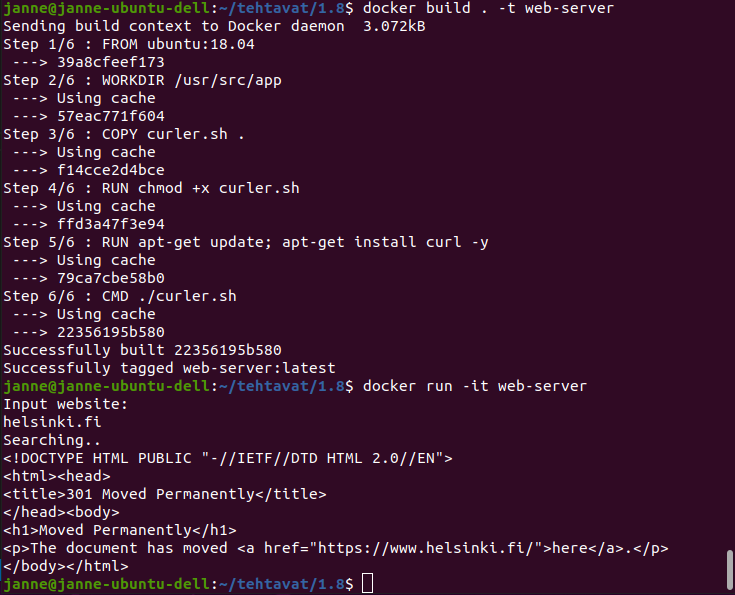 janne@janne-ubuntu-dell:~/tehtavat/1.8$ docker build . -t web-server
Sending build context to Docker daemon  3.072kB
Step 1/6 : FROM ubuntu:18.04
 ---> 39a8cfeef173
Step 2/6 : WORKDIR /usr/src/app
 ---> Using cache
 ---> 57eac771f604
Step 3/6 : COPY curler.sh .
 ---> Using cache
 ---> f14cce2d4bce
Step 4/6 : RUN chmod +x curler.sh
 ---> Using cache
 ---> ffd3a47f3e94
Step 5/6 : RUN apt-get update; apt-get install curl -y
 ---> Using cache
 ---> 79ca7cbe58b0
Step 6/6 : CMD ./curler.sh
 ---> Using cache
 ---> 22356195b580
Successfully built 22356195b580
Successfully tagged web-server:latest
janne@janne-ubuntu-dell:~/tehtavat/1.8$ docker run -it web-server
Input website:
helsinki.fi
Searching..
<!DOCTYPE HTML PUBLIC "-//IETF//DTD HTML 2.0//EN">
<html><head>
<title>301 Moved Permanently</title>
</head><body>
<h1>Moved Permanently</h1>
<p>The document has moved <a href="https://www.helsinki.fi/">here</a>.</p>
</body></html>
janne@janne-ubuntu-dell:~/tehtavat/1.8$